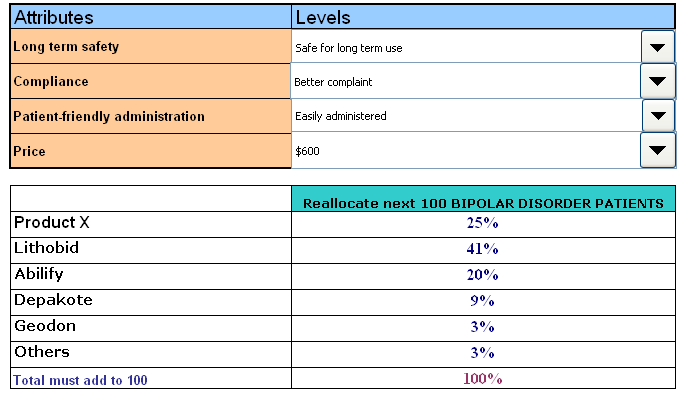 Attributes Levels
Long term safety Safe for long term use
Compliance Better complaint
Patient-friendly administration Easily administered
Price $600
Reallocate next 100 BIPOLAR DISORDER PATIENTS
Product X 25%
Lithobid 41%
Abilify 20%
Depakote 9%
Geodon 3%
Others 3%
Total must add to 100 100%